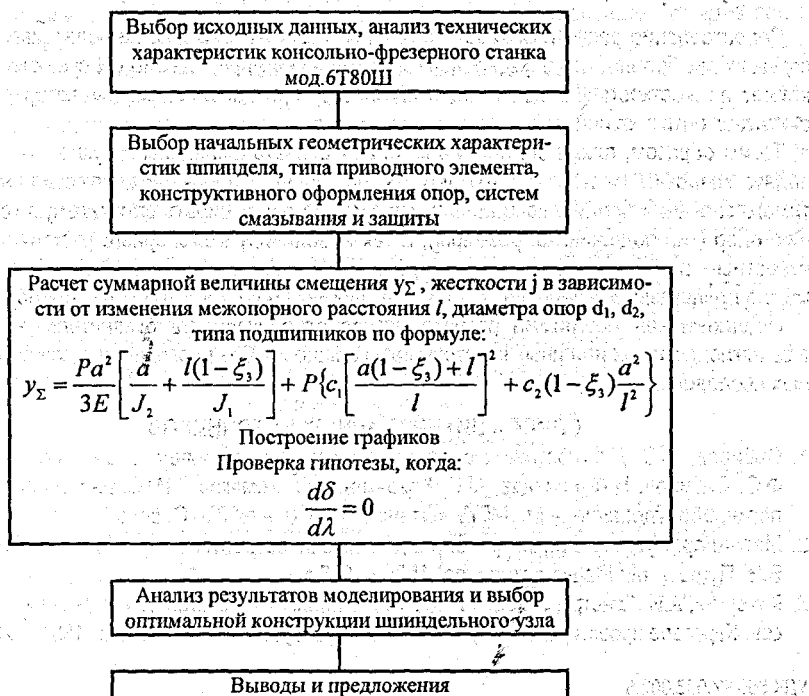 Выбор исходных данных, анализ технических
характеристик консольно-фрезерного станка
мод.6Т80Ш
Выбор начальных геометрических характери-
стик шпинделя, типа приводного элемента,
конструктивного оформления опор, систем
смазывания и защиты
Расчет суммарной величины смещения y_Σ , жесткости j в зависимо-
сти от изменения межопорного расстояния l, диаметра опор d₁, d₂,
типа подшипников по формуле:
y_Σ = Pa²/3E [a/J₂ + l(1−ξ₃)/J₁] + P{c₁[(a(1−ξ₃)+l)/l]² + c₂(1−ξ₃)a²/l²}
Построение графиков
Проверка гипотезы, когда:
dδ/dλ = 0
Анализ результатов моделирования и выбор
оптимальной конструкции шпиндельного узла
Выводы и предложения